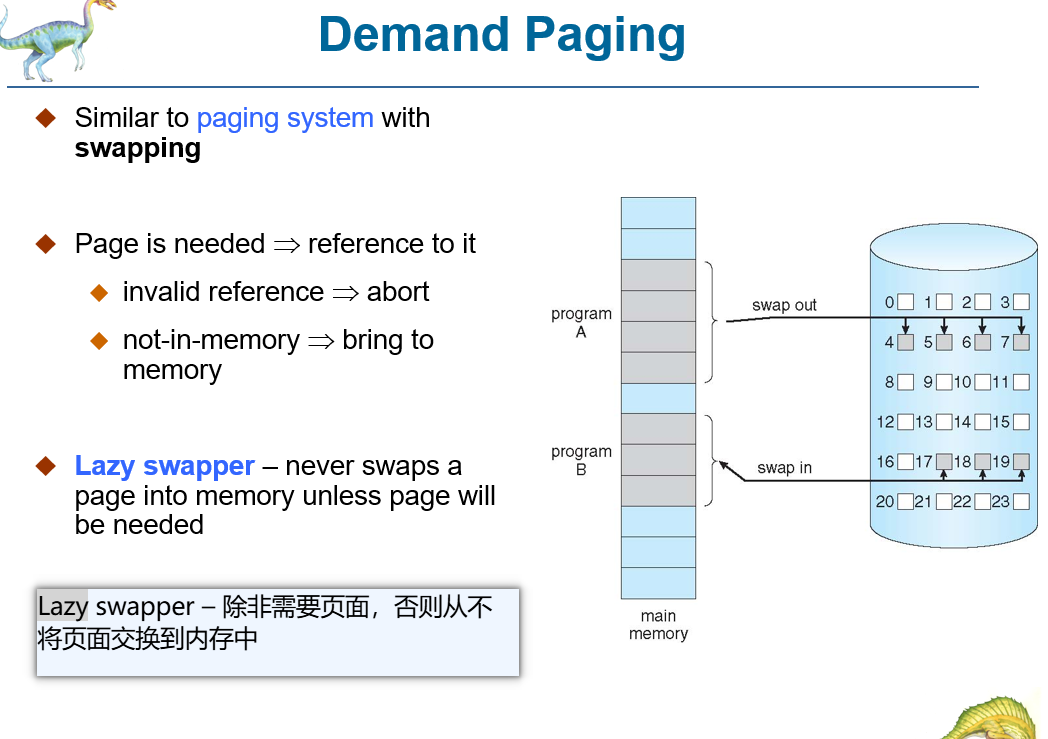 Demand Paging
Similar to paging system with
swapping
Page is needed ⇒ reference to it
invalid reference ⇒ abort
not-in-memory ⇒ bring to
memory
Lazy swapper – never swaps a
page into memory unless page will
be needed
Lazy swapper – 除非需要页面，否则从不
将页面交换到内存中
program
A
program
B
main
memory
swap out
swap in
0 1 2 3
4 5 6 7
8 9 10 11
12 13 14 15
16 17 18 19
20 21 22 23